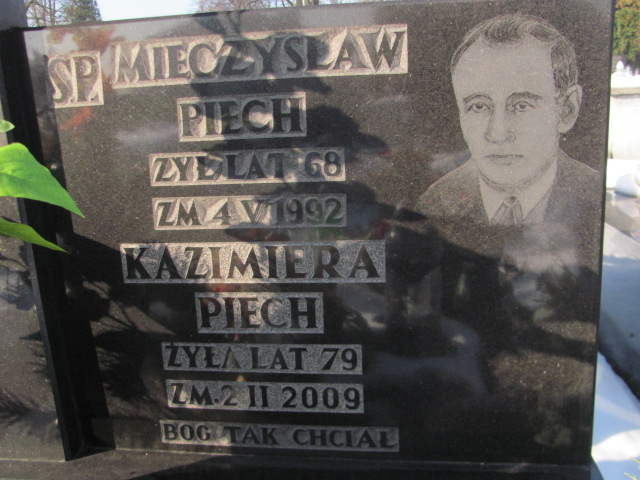 SP. MIECZYSŁAW
PIECH
ŻYŁ LAT 68
ZM 4 V 1992
KAZIMIERA
PIECH
ŻYŁA LAT 79
ZM. 2 II 2009
BÓG TAK CHCIAŁ